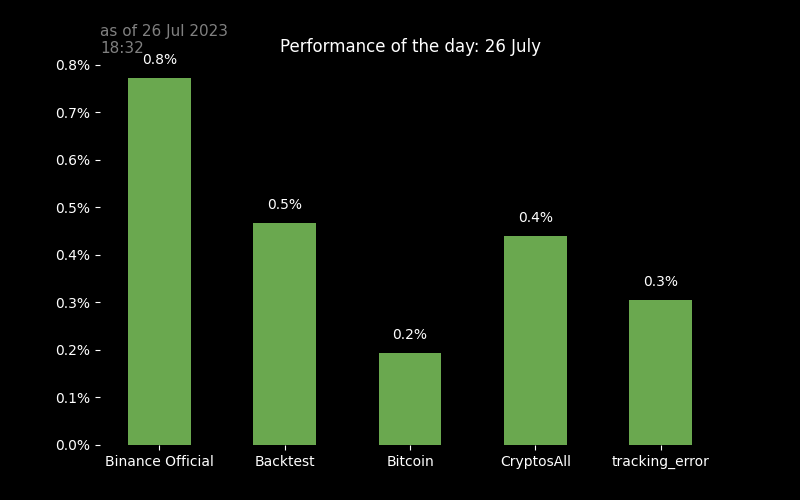 as of 26 Jul 2023
18:32
Performance of the day: 26 July
0.8%
0.7%
0.6%
0.5%
0.4%
0.3%
0.2%
0.1%
0.0%
0.8%
0.5%
0.2%
0.4%
0.3%
Binance Official
Backtest
Bitcoin
CryptosAll
tracking_error